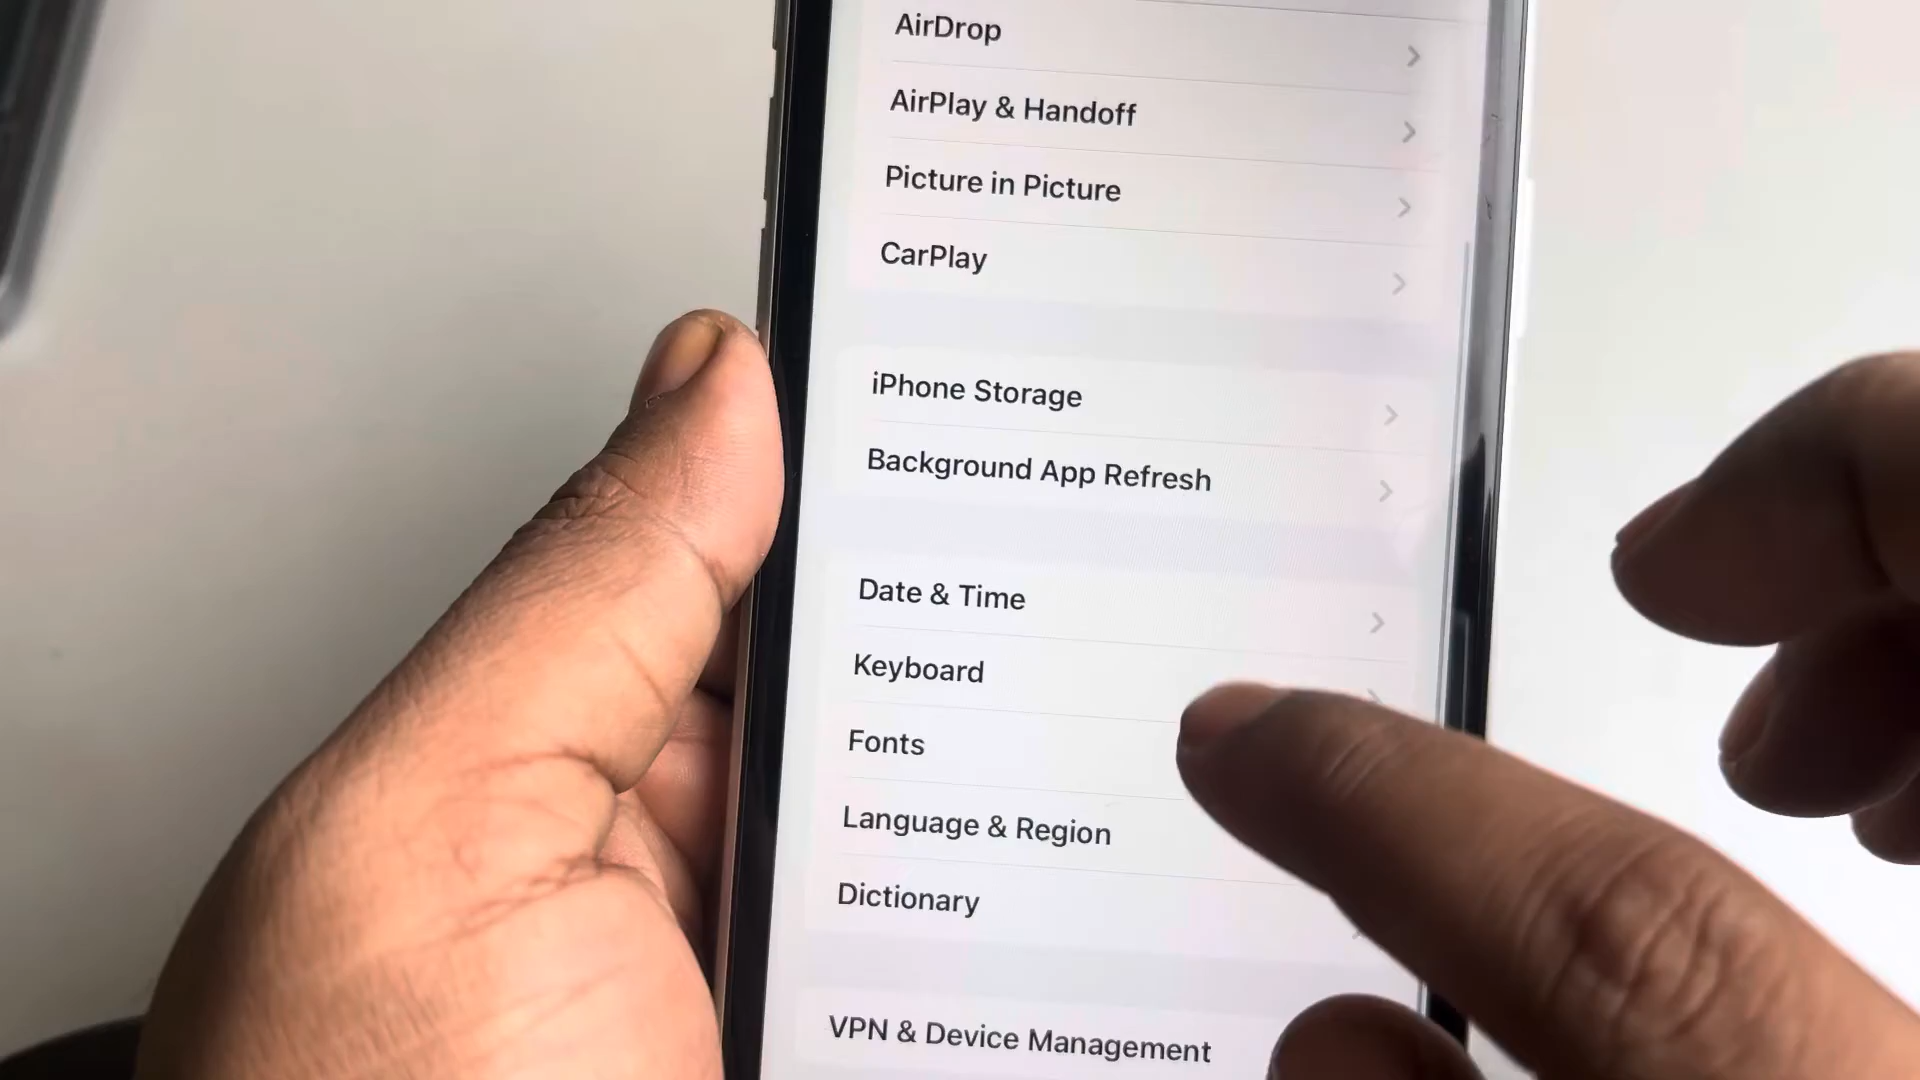 AirDrop
AirPlay & Handoff
Picture in Picture
CarPlay
iPhone Storage
Background App Refresh
Date & Time
Keyboard
Fonts
Language & Region
Dictionary
VPN & Device Management